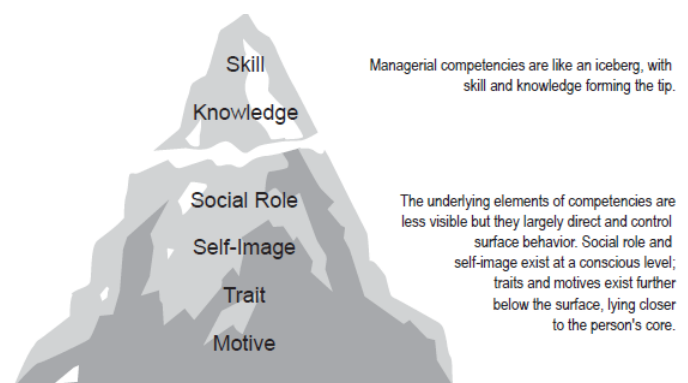 Skill
Managerial competencies are like an iceberg, with
skill and knowledge forming the tip.
Knowledge
Social Role
The underlying elements of competencies are
less visible but they largely direct and control
surface behavior. Social role and
self-image exist at a conscious level;
traits and motives exist further
below the surface, lying closer
to the person's core.
Self-Image
Trait
Motive